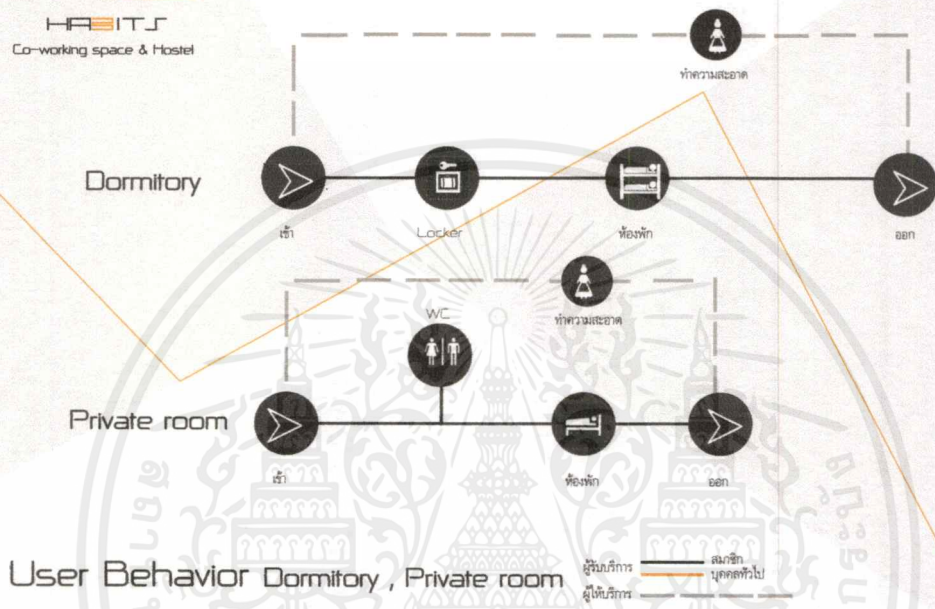 HABITS
Co-working space & Hostel
ทำความสะอาด
Dormitory
เข้า
Locker
ห้องพัก
ออก
WC
ทำความสะอาด
Private room
เข้า
ห้องพัก
ออก
User Behavior Dormitory , Private room
ผู้รับบริการ สมาชิก
บุคคลทั่วไป
ผู้ให้บริการ